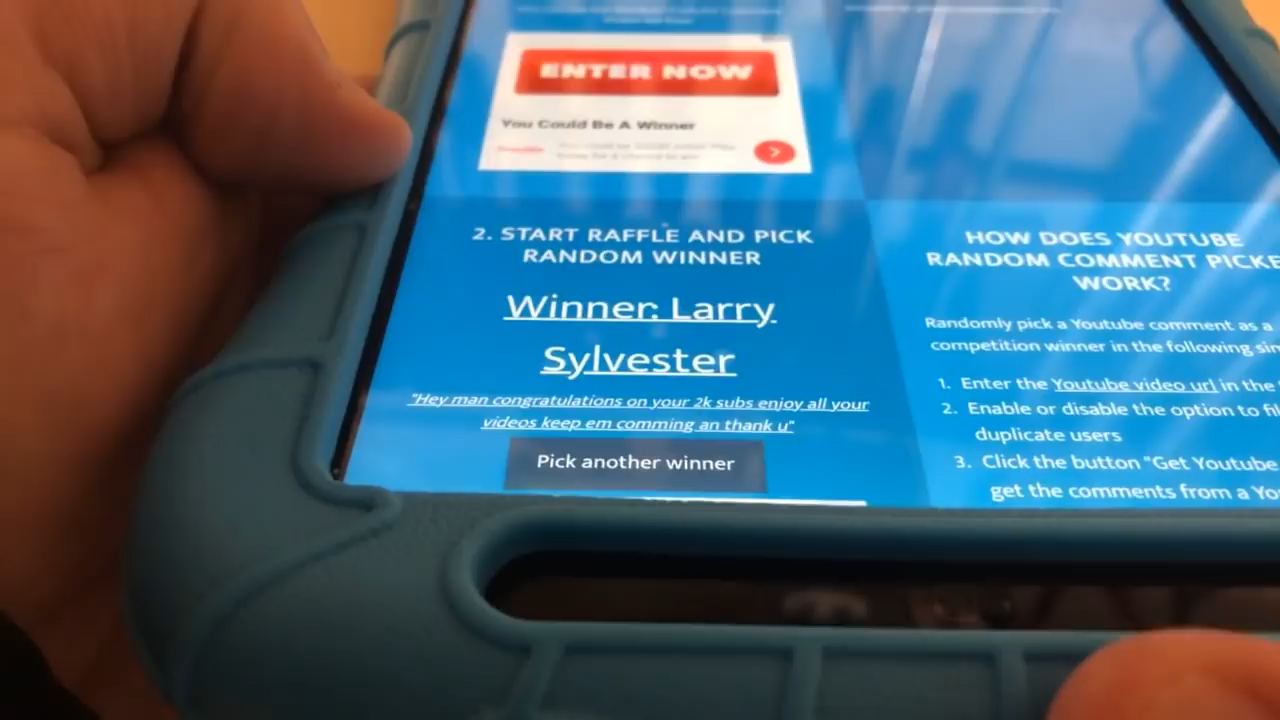 ENTER NOW
You Could Be A Winner
2. START RAFFLE AND PICK
RANDOM WINNER
Winner: Larry
Sylvester
"Hey man congratulations on your 2k subs enjoy all your
videos keep em comming an thank u"
Pick another winner
HOW DOES YOUTUBE
RANDOM COMMENT PICKE
WORK?
Randomly pick a Youtube comment as a
competition winner in the following sim
1. Enter the Youtube video url in the
2. Enable or disable the option to fil
duplicate users
3. Click the button "Get Youtube
get the comments from a Yo